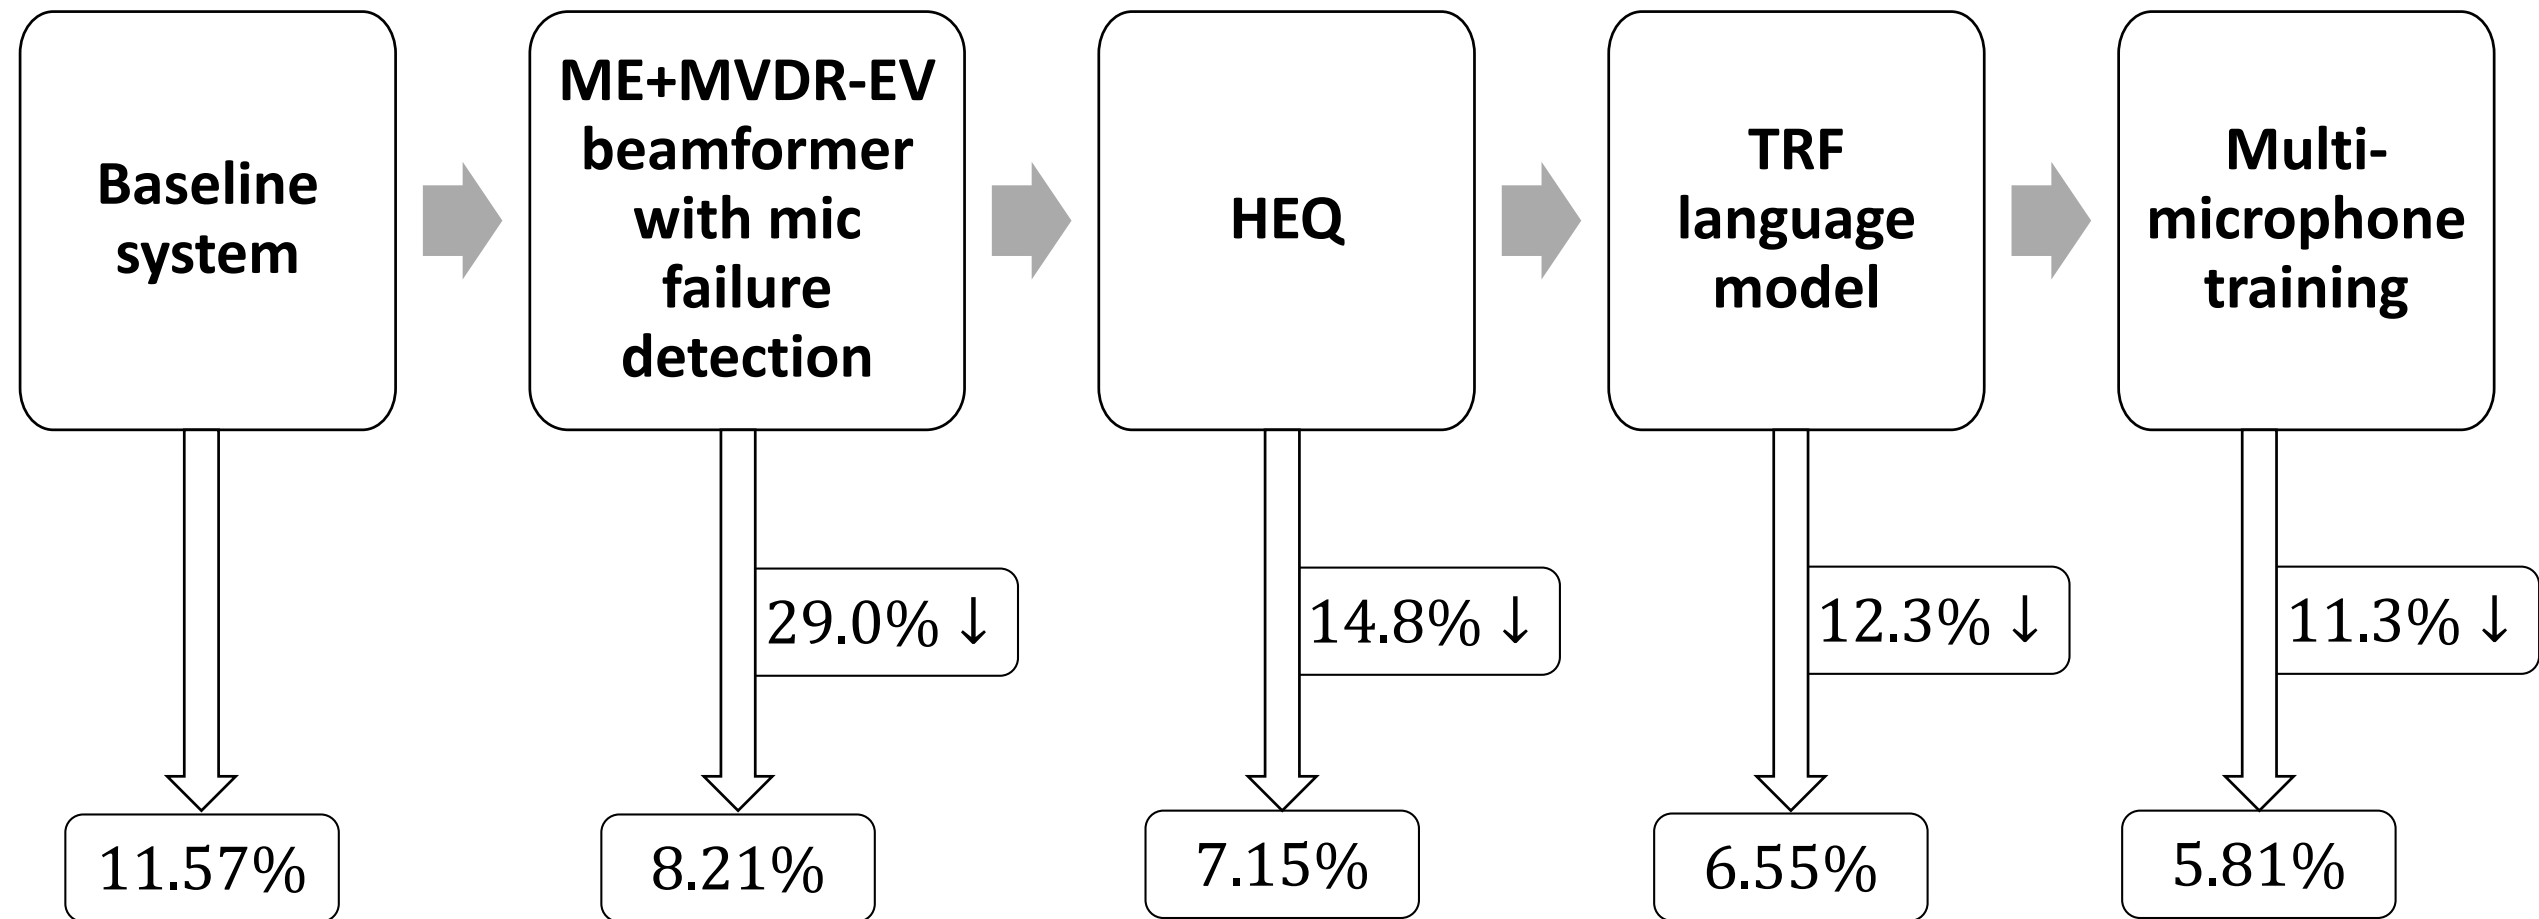 Baseline
system
ME+MVDR-EV
beamformer
with mic
failure
detection
HEQ
TRF
language
model
Multi-
microphone
training
29.0% ↓
14.8% ↓
12.3% ↓
11.3% ↓
11.57%
8.21%
7.15%
6.55%
5.81%